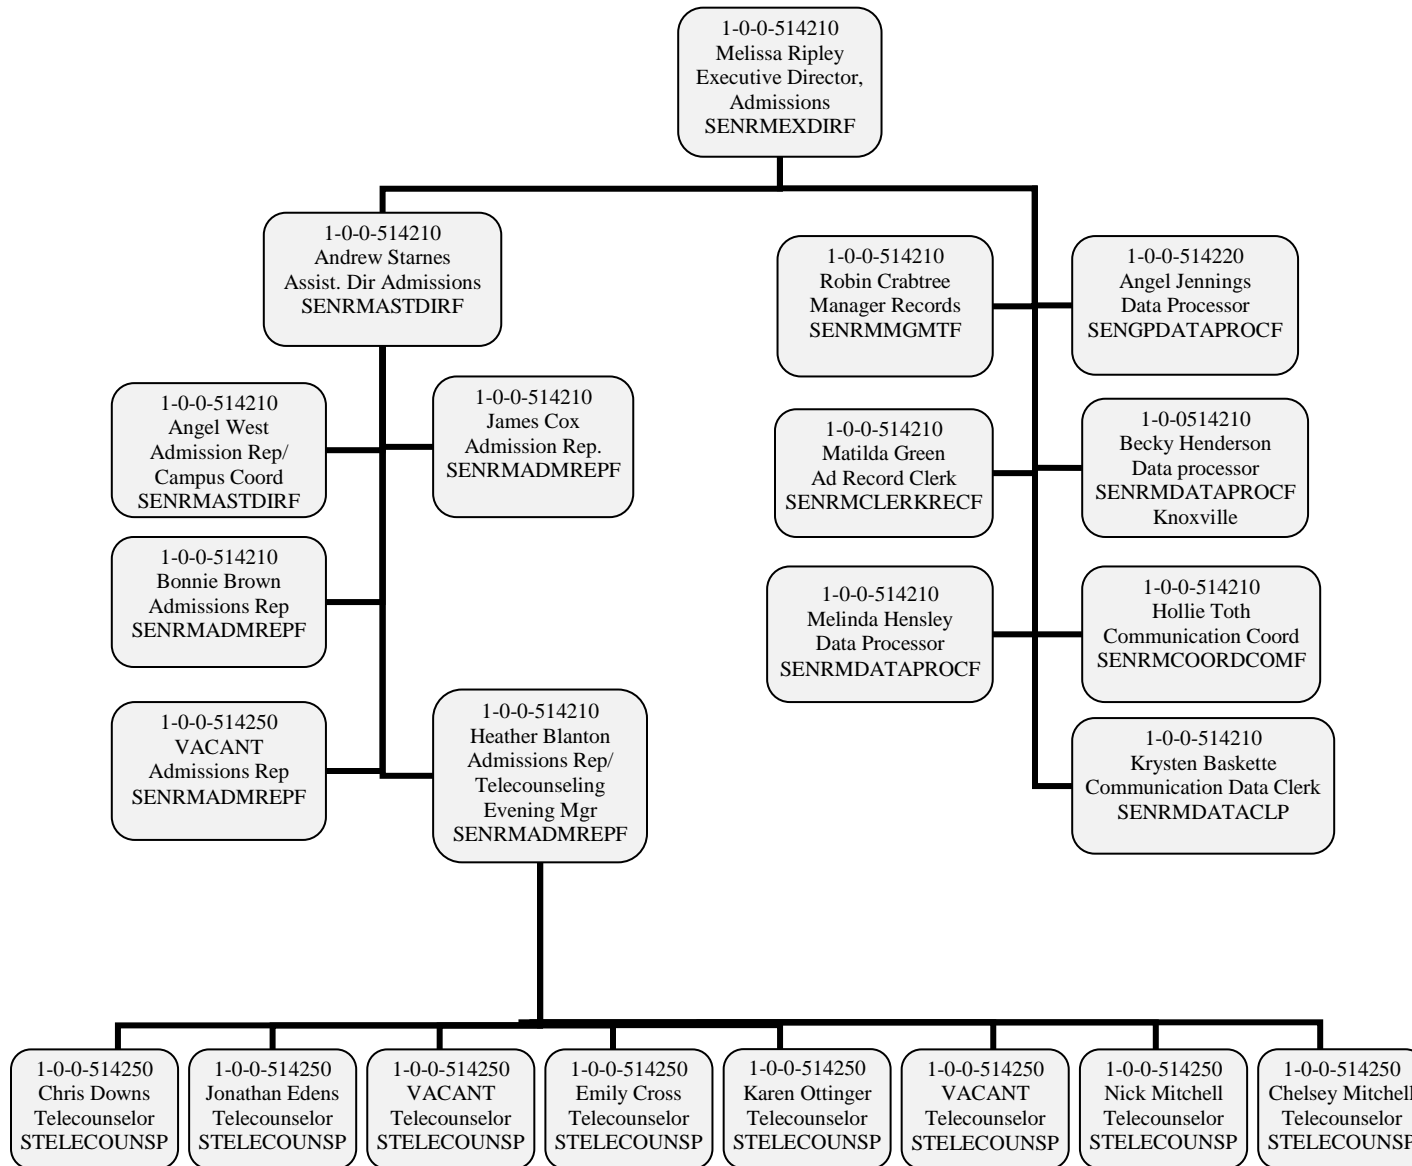 1-0-0-514210
Melissa Ripley
Executive Director,
Admissions
SENRMEXDIRF
1-0-0-514210
Andrew Starnes
Assist. Dir Admissions
SENRMASTDIRF
1-0-0-514210
Robin Crabtree
Manager Records
SENRMMGMTF
1-0-0-514220
Angel Jennings
Data Processor
SENGPDATAPROCF
1-0-0-514210
Angel West
Admission Rep/
Campus Coord
SENRMASTDIRF
1-0-0-514210
James Cox
Admission Rep.
SENRMADMREPF
1-0-0-514210
Matilda Green
Ad Record Clerk
SENRMCLERKRECF
1-0-0514210
Becky Henderson
Data processor
SENRMDATAPROCF
Knoxville
1-0-0-514210
Bonnie Brown
Admissions Rep
SENRMADMREPF
1-0-0-514210
Melinda Hensley
Data Processor
SENRMDATAPROCF
1-0-0-514210
Hollie Toth
Communication Coord
SENRMCOORDCOMF
1-0-0-514250
VACANT
Admissions Rep
SENRMADMREPF
1-0-0-514210
Heather Blanton
Admissions Rep/
Telecounseling
Evening Mgr
SENRMADMREPF
1-0-0-514210
Krysten Baskette
Communication Data Clerk
SENRMDATACLP
1-0-0-514250
Chris Downs
Telecounselor
STELECOUNSP
1-0-0-514250
Jonathan Edens
Telecounselor
STELECOUNSP
1-0-0-514250
VACANT
Telecounselor
STELECOUNSP
1-0-0-514250
Emily Cross
Telecounselor
STELECOUNSP
1-0-0-514250
Karen Ottinger
Telecounselor
STELECOUNSP
1-0-0-514250
VACANT
Telecounselor
STELECOUNSP
1-0-0-514250
Nick Mitchell
Telecounselor
STELECOUNSP
1-0-0-514250
Chelsey Mitchell
Telecounselor
STELECOUNSP